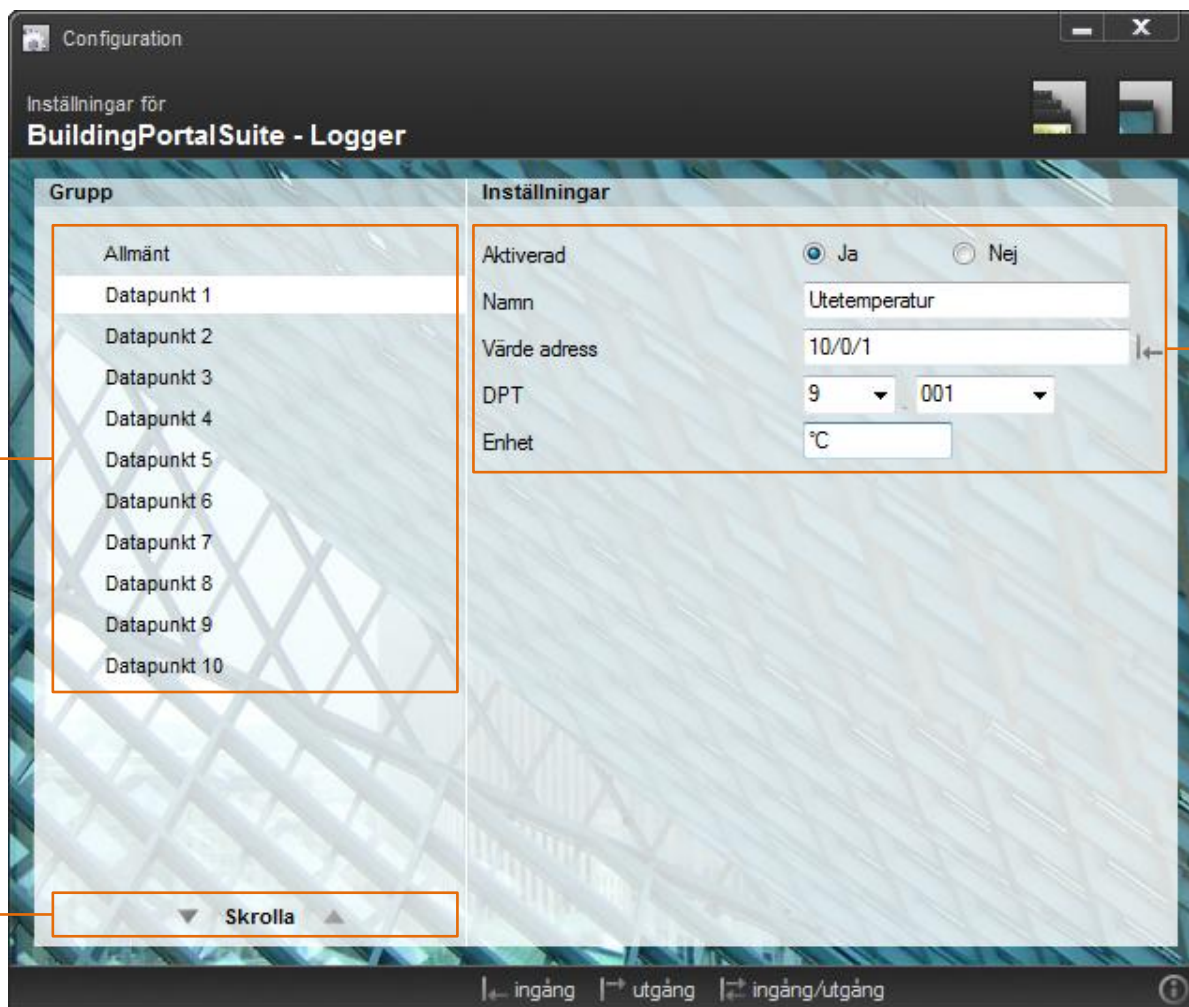 Configuration
Inställningar för
BuildingPortalSuite - Logger
Grupp
Allmänt
Datapunkt 1
Datapunkt 2
Datapunkt 3
Datapunkt 4
Datapunkt 5
Datapunkt 6
Datapunkt 7
Datapunkt 8
Datapunkt 9
Datapunkt 10
Skrolla
Inställningar
Aktiverad Ja Nej
Namn Utetemperatur
Värde adress 10/0/1
DPT 9 . 001
Enhet °C
ingång utgång ingång/utgång